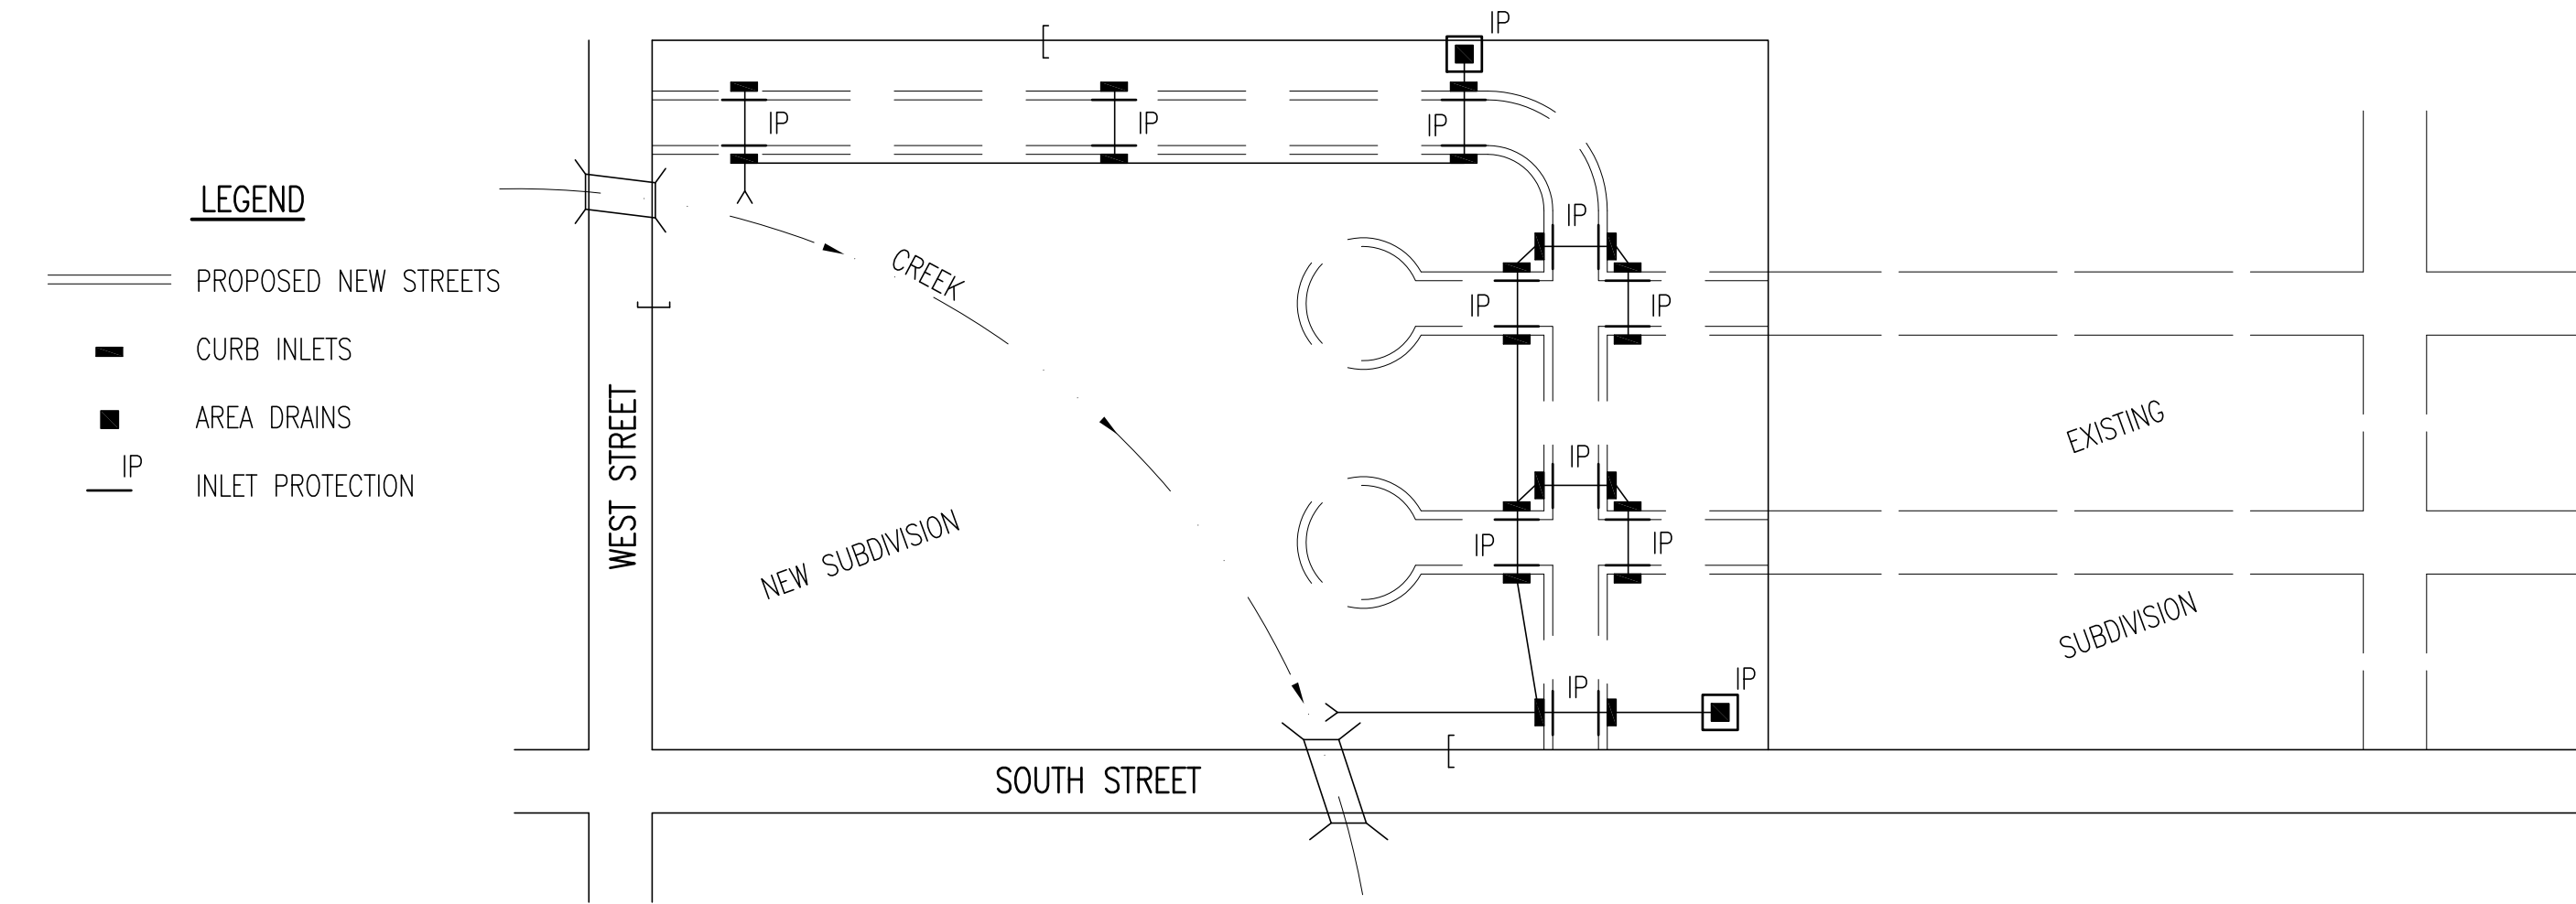 LEGEND
PROPOSED NEW STREETS
CURB INLETS
AREA DRAINS
IP
INLET PROTECTION
WEST STREET
SOUTH STREET
CREEK
NEW SUBDIVISION
EXISTING
SUBDIVISION
IP
IP
IP
IP
IP
IP
IP
IP
IP
IP
IP
IP